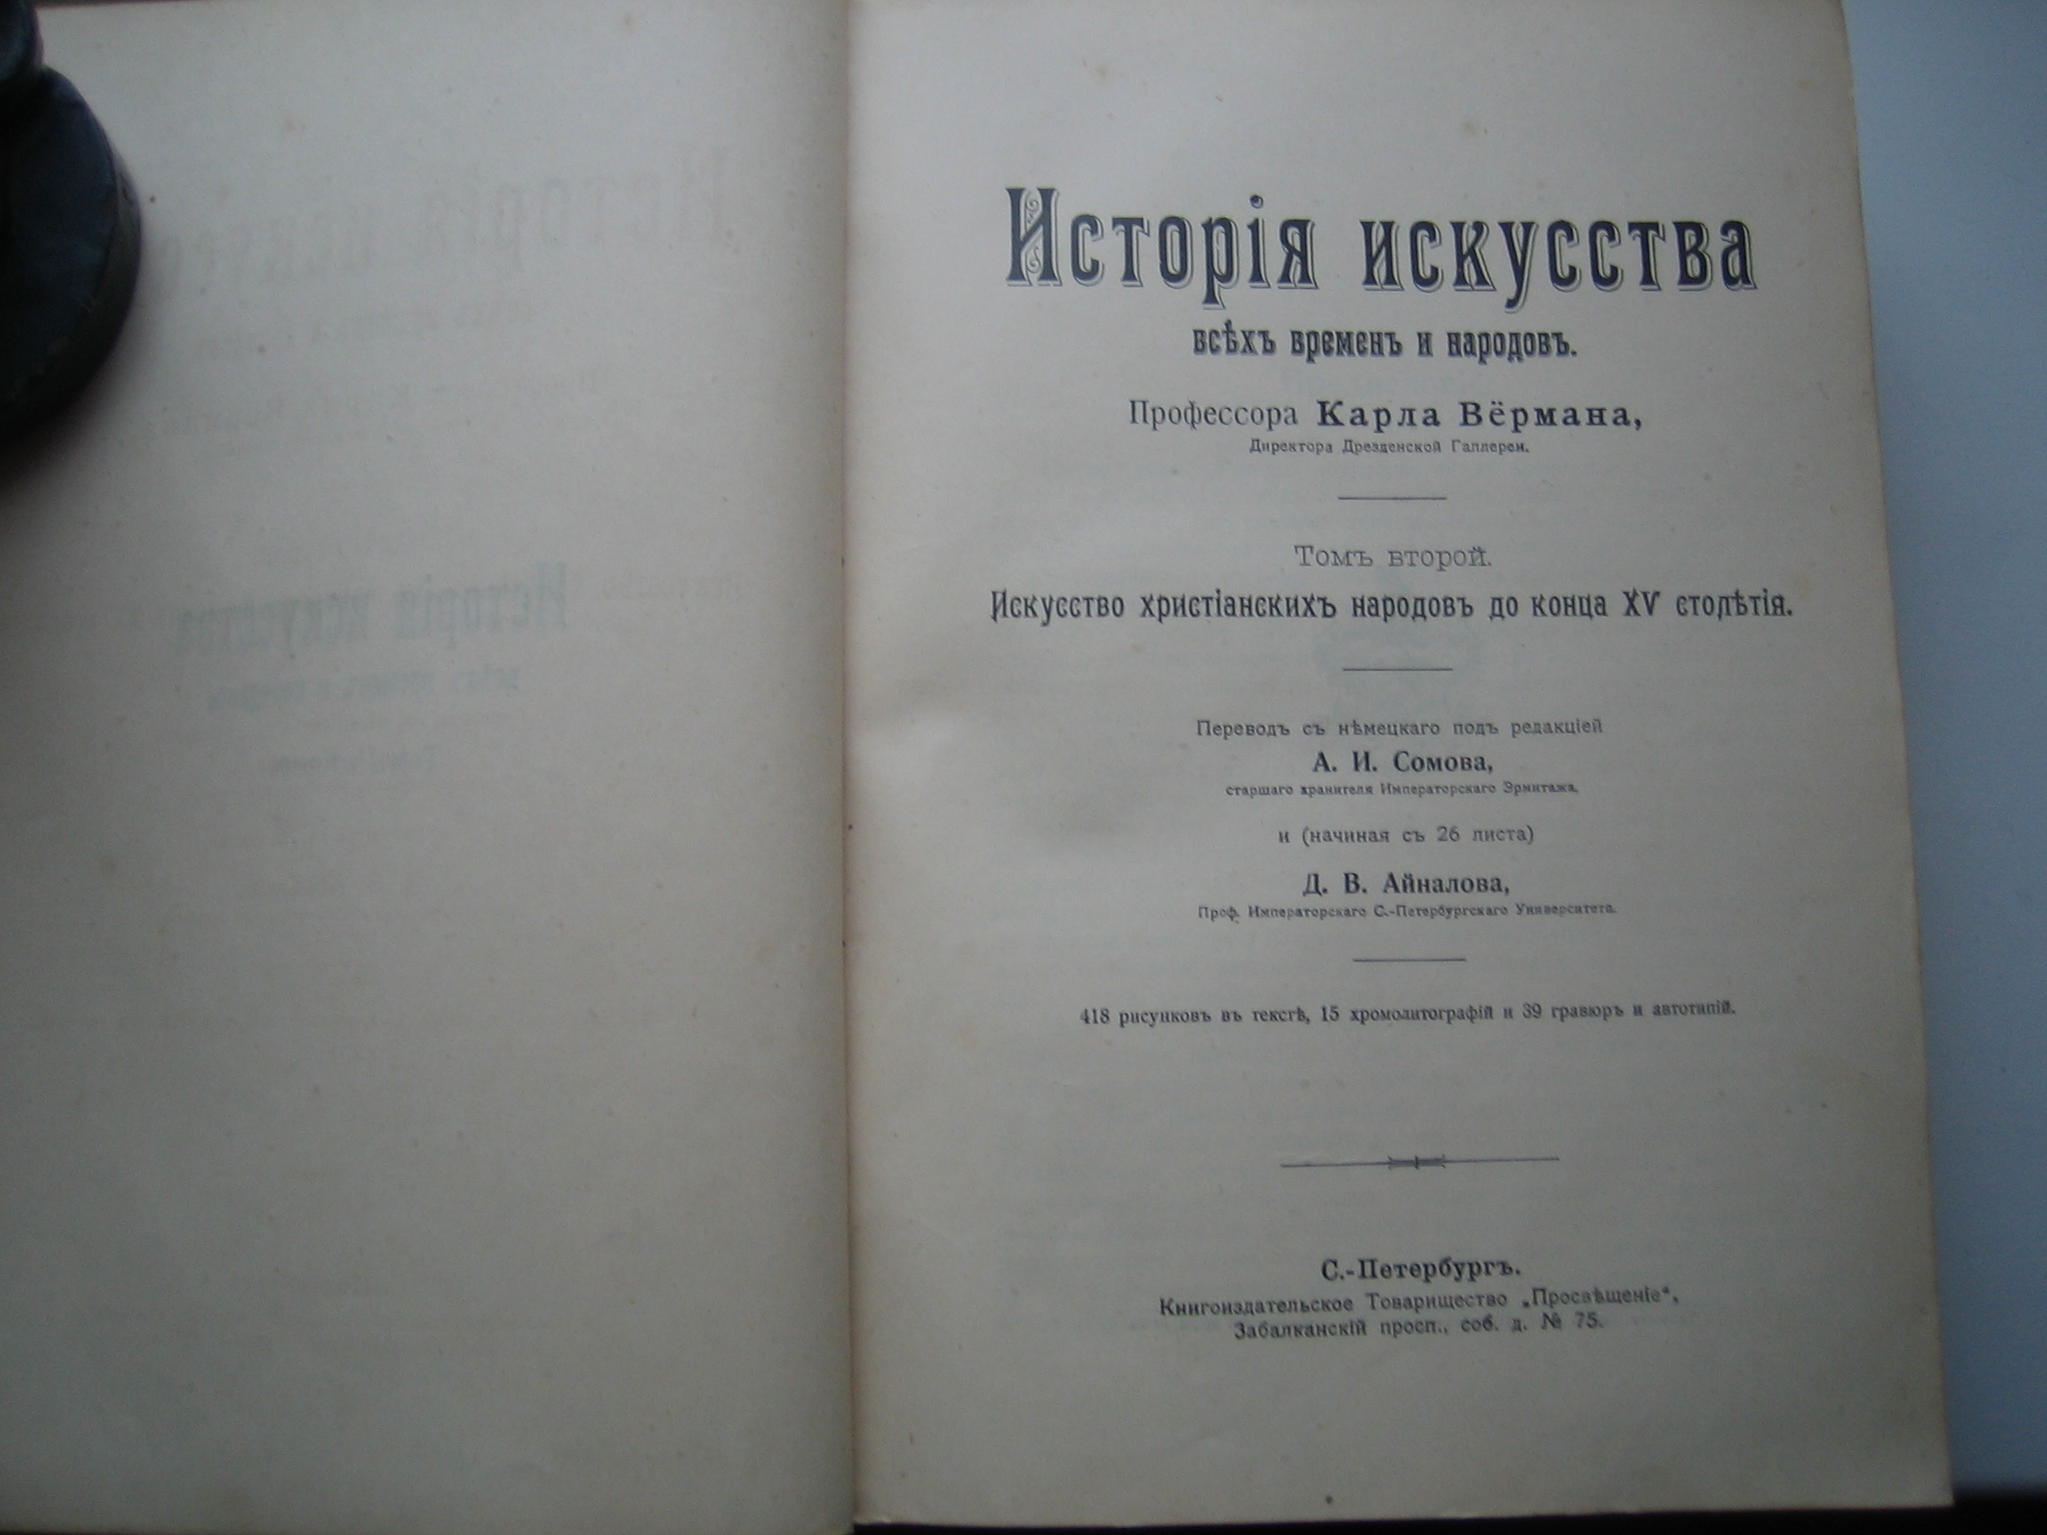 Исторія искусства
всѣхъ временъ и народовъ.
Профессора Карла Вёрмана,
Директора Дрезденской Галлереи.
Томъ второй.
Искусство христіанскихъ народовъ до конца XV столѣтія.
Переводъ съ нѣмецкаго подъ редакціей
А. И. Сомова,
старшаго хранителя Императорскаго Эрмитажа,
и (начиная съ 26 листа)
Д. В. Айналова,
Проф. Императорскаго С.-Петербургскаго Университета.
418 рисунковъ въ текстѣ, 15 хромолитографій и 39 гравюръ и автотипій.
С.-Петербургъ.
Книгоиздательское Товарищество „Просвѣщеніе“,
Забалканскій просп., соб. д. № 75.